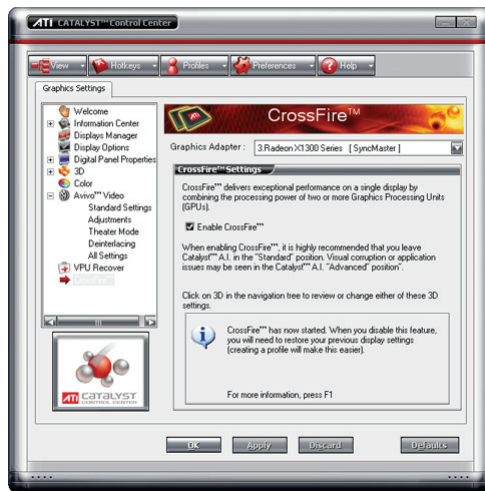 ATI CATALYST™ Control Center
View Hotkeys Profiles Preferences Help
Graphics Settings
Welcome
Information Center
Displays Manager
Display Options
Digital Panel Properties
3D
Color
Avivo™ Video
Standard Settings
Adjustments
Theater Mode
Deinterlacing
All Settings
VPU Recover
CrossFire
ATI CATALYST
CONTROL CENTER
CrossFire™
Graphics Adapter : 3.Radeon X1300 Series [ SyncMaster ]
CrossFire™ Settings
CrossFire™ delivers exceptional performance on a single display by
combining the processing power of two or more Graphics Processing Units
(GPUs).
Enable CrossFire™
When enabling CrossFire™, it is highly recommended that you leave
Catalyst™ A.I. in the "Standard" position. Visual corruption or application
issues may be seen in the Catalyst™ A.I. "Advanced" position".
Click on 3D in the navigation tree to review or change either of these 3D
settings.
CrossFire™ has now started. When you disable this feature,
you will need to restore your previous display settings
(creating a profile will make this easier).
For more information, press F1
OK Apply Discard Defaults